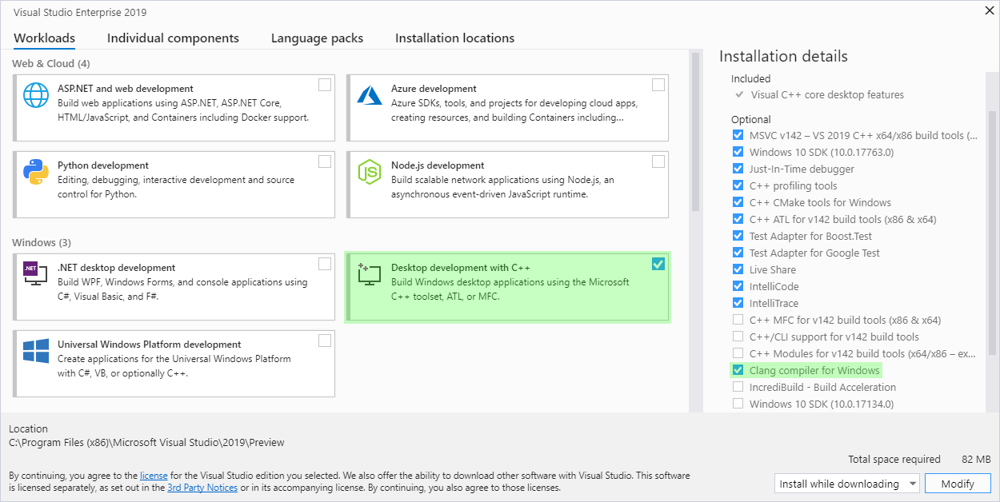 Visual Studio Enterprise 2019
Workloads
Individual components
Language packs
Installation locations
Web & Cloud (4)
ASP.NET and web development
Build web applications using ASP.NET, ASP.NET Core,
HTML/JavaScript, and Containers including Docker support.
Azure development
Azure SDKs, tools, and projects for developing cloud apps,
creating resources, and building Containers including...
Python development
Editing, debugging, interactive development and source
control for Python.
JS
Node.js development
Build scalable network applications using Node.js, an
asynchronous event-driven JavaScript runtime.
Windows (3)
.NET
.NET desktop development
Build WPF, Windows Forms, and console applications using
C#, Visual Basic, and F#.
Desktop development with C++
Build Windows desktop applications using the Microsoft
C++ toolset, ATL, or MFC.
Universal Windows Platform development
Create applications for the Universal Windows Platform
with C#, VB, or optionally C++.
Installation details
Included
Visual C++ core desktop features
Optional
MSVC v142 – VS 2019 C++ x64/x86 build tools (...
Windows 10 SDK (10.0.17763.0)
Just-In-Time debugger
C++ profiling tools
C++ CMake tools for Windows
C++ ATL for v142 build tools (x86 & x64)
Test Adapter for Boost.Test
Test Adapter for Google Test
Live Share
IntelliCode
IntelliTrace
C++ MFC for v142 build tools (x86 & x64)
C++/CLI support for v142 build tools
C++ Modules for v142 build tools (x64/x86 – ex...
Clang compiler for Windows
IncrediBuild - Build Acceleration
Windows 10 SDK (10.0.17134.0)
Location
C:\Program Files (x86)\Microsoft Visual Studio\2019\Preview
Total space required 82 MB
By continuing, you agree to the license for the Visual Studio edition you selected. We also offer the ability to download other software with Visual Studio. This software
is licensed separately, as set out in the 3rd Party Notices or in its accompanying license. By continuing, you also agree to those licenses.
Install while downloading
Modify